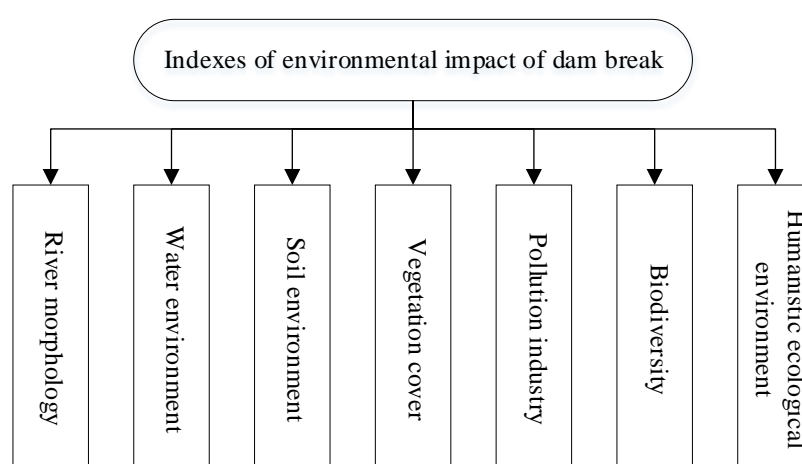 Indexes of environmental impact of dam break
River morphology
Water environment
Soil environment
Vegetation cover
Pollution industry
Biodiversity
Humanistic ecological
environment